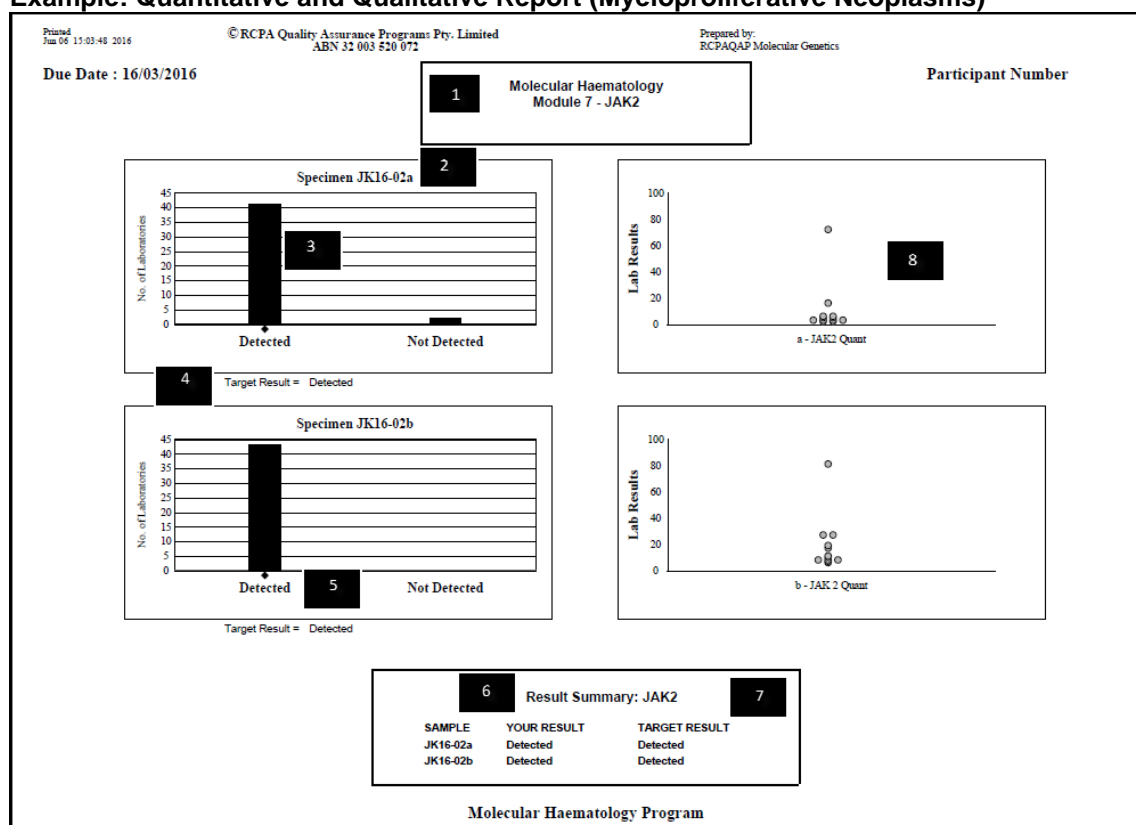 Example: Quantitative and Qualitative Report (Myeloproliferative Neoplasms)
Printed
Jun 06 15:03:48 2016
©RCPA Quality Assurance Programs Pty. Limited
ABN 32 003 520 072
Prepared by:
RCPAQAP Molecular Genetics
Due Date : 16/03/2016
Participant Number
1
Molecular Haematology
Module 7 - JAK2
2
Specimen JK16-02a
No. of Laboratories
45
40
35
30
25
20
15
10
5
0
3
Detected
Not Detected
4
Target Result = Detected
Lab Results
100
80
60
40
20
0
8
a - JAK2 Quant
Specimen JK16-02b
No. of Laboratories
45
40
35
30
25
20
15
10
5
0
Detected
5
Not Detected
Target Result = Detected
Lab Results
100
80
60
40
20
0
b - JAK 2 Quant
6
Result Summary: JAK2
7
SAMPLE YOUR RESULT TARGET RESULT
JK16-02a Detected Detected
JK16-02b Detected Detected
Molecular Haematology Program